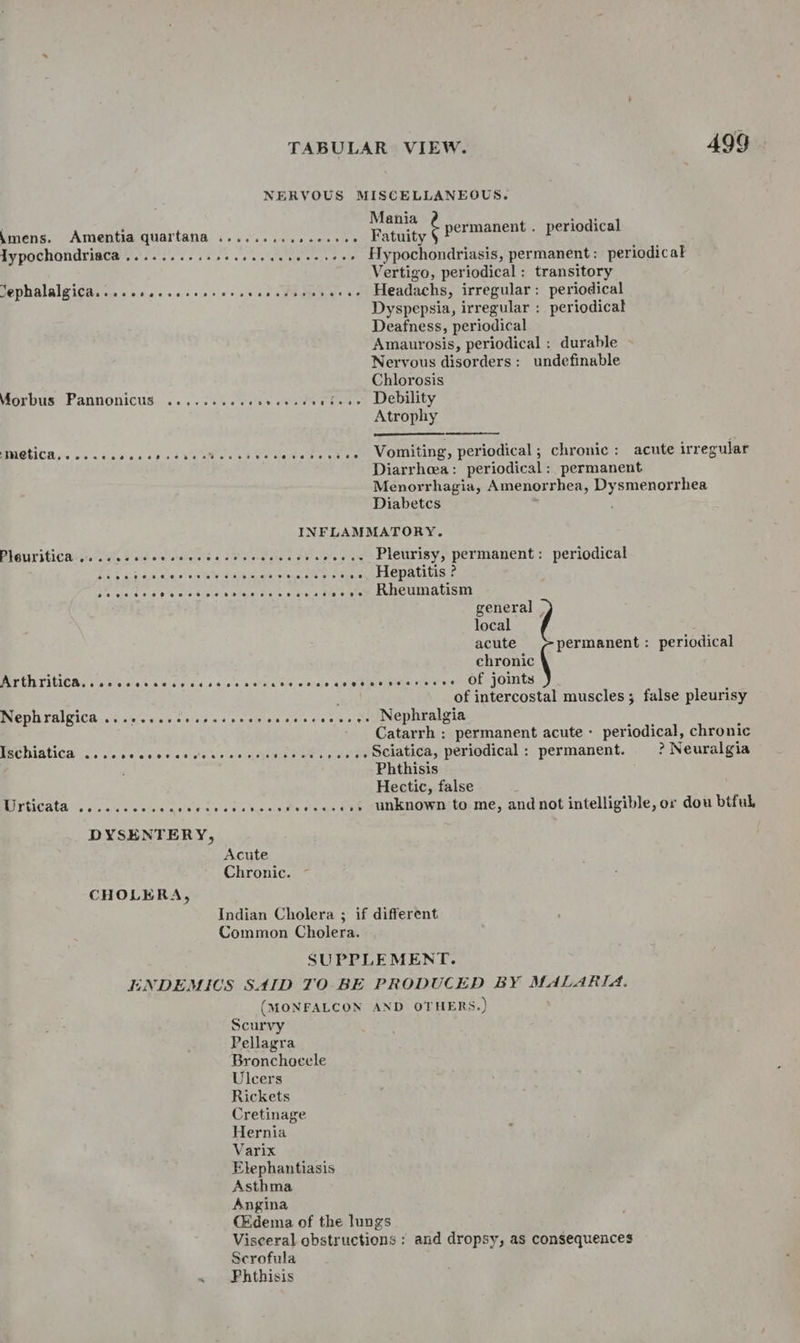 TABULAR VIEW. 499
NERVOUS MISCELLANEOUS.
Amens. Amentia quartana ................ Mania } permanent. periodical
Fatuity
Hypochondriaca ........................... Hypochondriasis, permanent: periodical
Vertigo, periodical: transitory
Cephalalgica.............................. Headachs, irregular: periodical
Dyspepsia, irregular: periodical
Deafness, periodical
Amaurosis, periodical: durable
Nervous disorders: undefinable
Chlorosis
Morbus Pannonicus ........................ Debility
Atrophy
emetica................................... Vomiting, periodical; chronic: acute irregular
Diarrhœa: periodical: permanent
Menorrhagia, Amenorrhea, Dysmenorrhea
Diabetes
INFLAMMATORY.
Pleuritica ............................... Pleurisy, permanent: periodical
............................... Hepatitis?
............................... Rheumatism
general
local
acute } permanent: periodical
chronic
Arthritica................................ of joints
of intercostal muscles; false pleurisy
Nephralgica .............................. Nephralgia
Catarrh: permanent acute: periodical, chronic
Ischiatica ............................... Sciatica, periodical: permanent. ? Neuralgia
Phthisis
Hectic, false
Urticata ................................. unknown to me, and not intelligible, or doubtful
DYSENTERY,
Acute
Chronic.
CHOLERA,
Indian Cholera; if different
Common Cholera.
SUPPLEMENT.
ENDEMICS SAID TO BE PRODUCED BY MALARIA.
(MONFALCON AND OTHERS.)
Scurvy
Pellagra
Bronchocele
Ulcers
Rickets
Cretinage
Hernia
Varix
Elephantiasis
Asthma
Angina
Œdema of the lungs
Visceral obstructions: and dropsy, as consequences
Scrofula
Phthisis